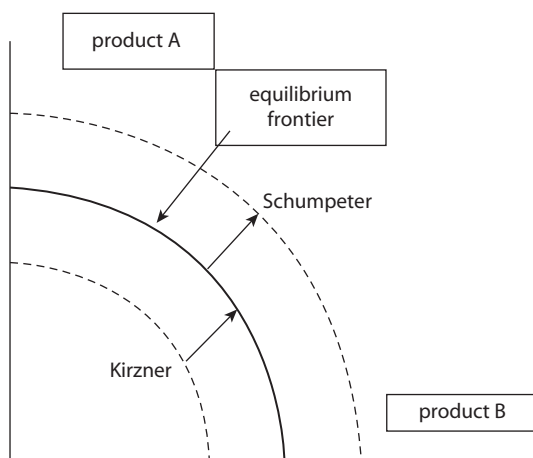 product A
equilibrium
frontier
Schumpeter
Kirzner
product B